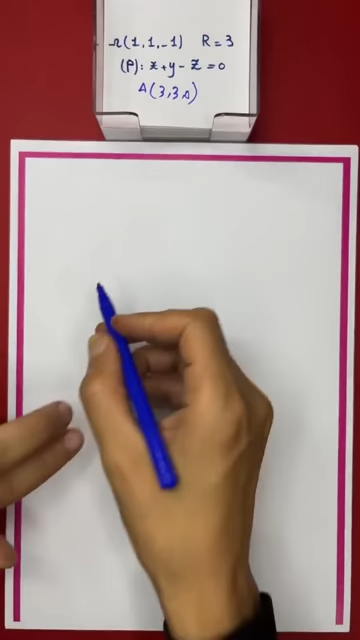 Ω(1,1,-1) R = 3
(P): x+y-z=0
A(3,3,1)